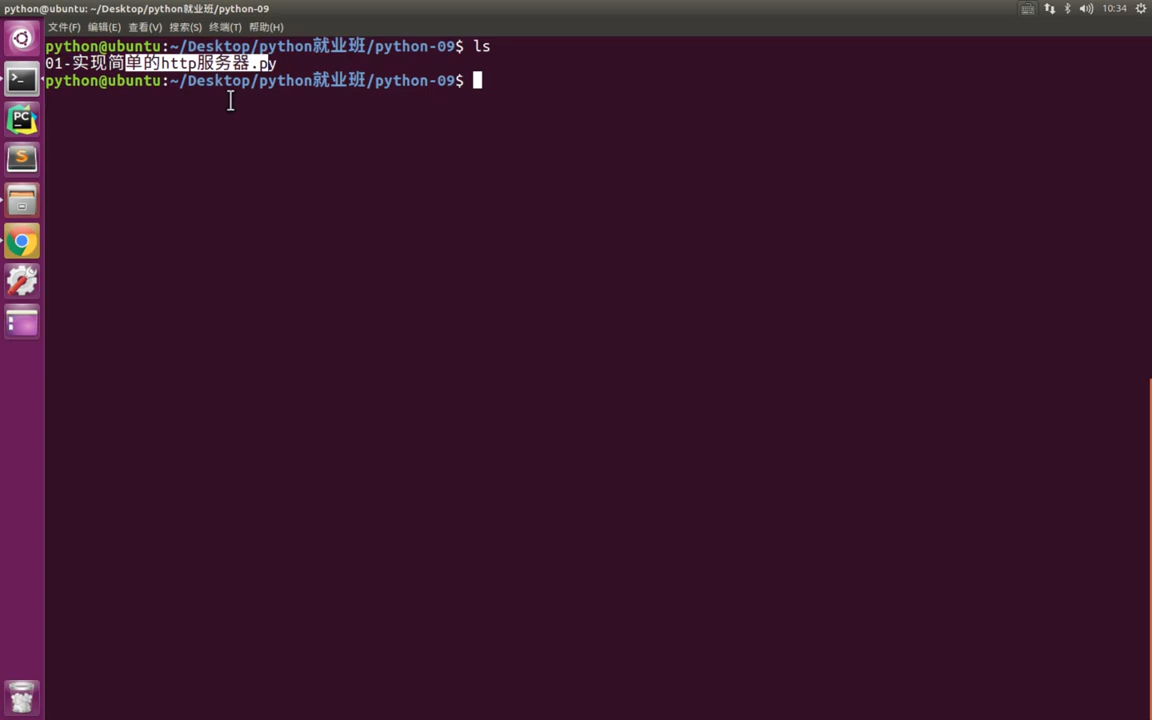 python@ubuntu: ~/Desktop/python就业班/python-09
10:34
文件(F) 编辑(E) 查看(V) 搜索(S) 终端(T) 帮助(H)
python@ubuntu:~/Desktop/python就业班/python-09$ ls
01-实现简单的http服务器.py
python@ubuntu:~/Desktop/python就业班/python-09$
PC
S